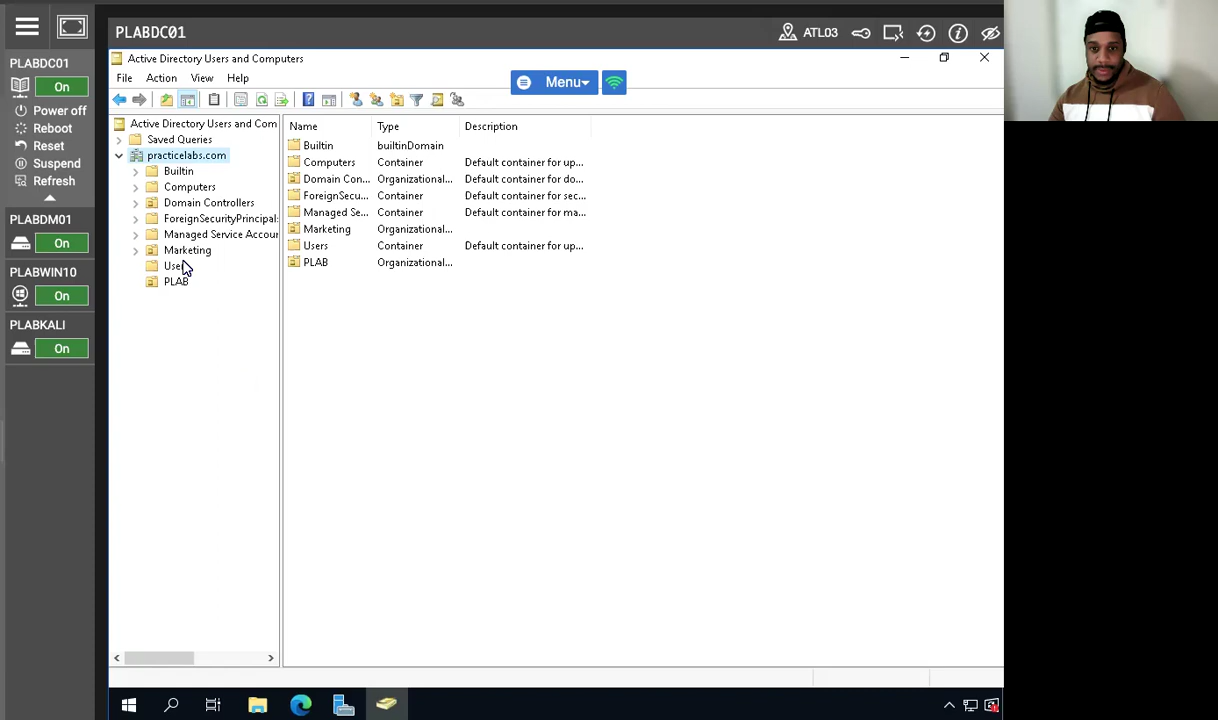 PLABDC01
On
Power off
Reboot
Reset
Suspend
Refresh
PLABDM01
On
PLABWIN10
On
PLABKALI
On
PLABDC01
ATL03
Active Directory Users and Computers
File Action View Help
Menu
Active Directory Users and Com
Saved Queries
practicelabs.com
Builtin
Computers
Domain Controllers
ForeignSecurityPrincipals
Managed Service Accoun
Marketing
Users
PLAB
Name Type Description
Builtin builtinDomain
Computers Container Default container for up...
Domain Con... Organizational... Default container for do...
ForeignSecu... Container Default container for sec...
Managed Se... Container Default container for ma...
Marketing Organizational...
Users Container Default container for up...
PLAB Organizational...